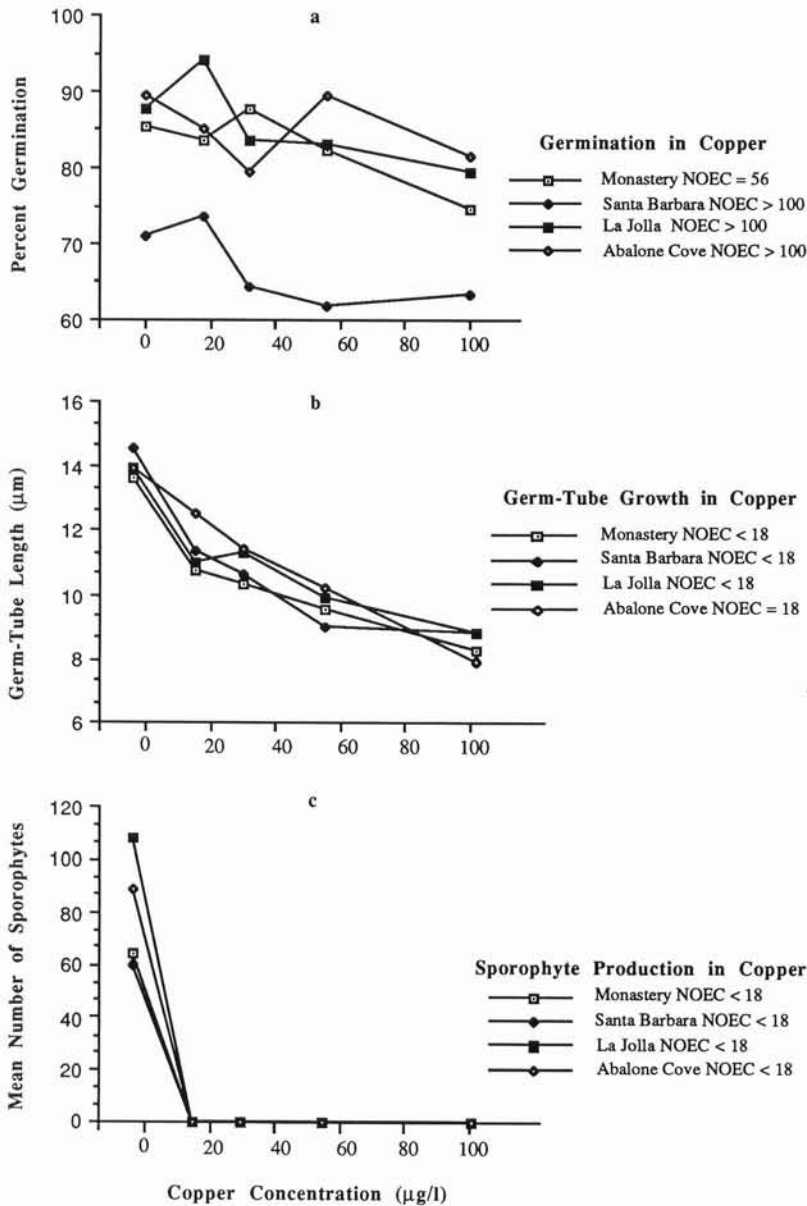 a
100
90
80
70
60
Percent Germination
0 20 40 60 80 100
Germination in Copper
Monastery NOEC = 56
Santa Barbara NOEC > 100
La Jolla NOEC > 100
Abalone Cove NOEC > 100
b
16
14
12
10
8
6
Germ-Tube Length (µm)
0 20 40 60 80 100
Germ-Tube Growth in Copper
Monastery NOEC < 18
Santa Barbara NOEC < 18
La Jolla NOEC < 18
Abalone Cove NOEC = 18
c
120
100
80
60
40
20
0
Mean Number of Sporophytes
0 20 40 60 80 100
Sporophyte Production in Copper
Monastery NOEC < 18
Santa Barbara NOEC < 18
La Jolla NOEC < 18
Abalone Cove NOEC < 18
Copper Concentration (µg/l)